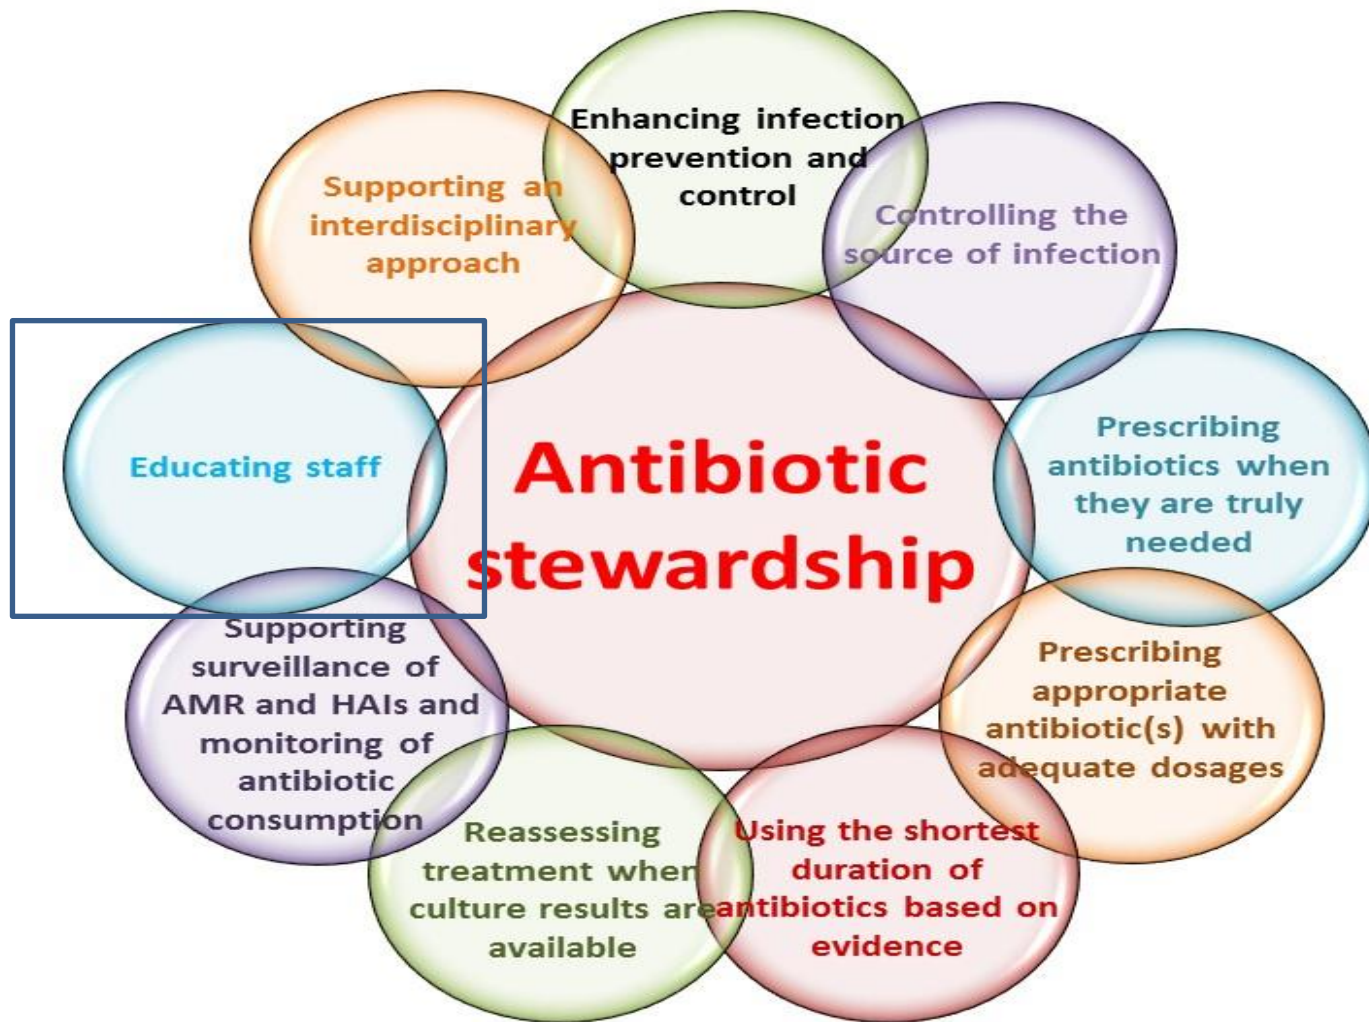 Enhancing infection
prevention and
control
Controlling the
source of infection
Prescribing
antibiotics when
they are truly
needed
Prescribing
appropriate
antibiotic(s) with
adequate dosages
Using the shortest
duration of
antibiotics based on
evidence
Reassessing
treatment when
culture results are
available
Supporting
surveillance of
AMR and HAIs and
monitoring of
antibiotic
consumption
Educating staff
Supporting an
interdisciplinary
approach
Antibiotic
stewardship